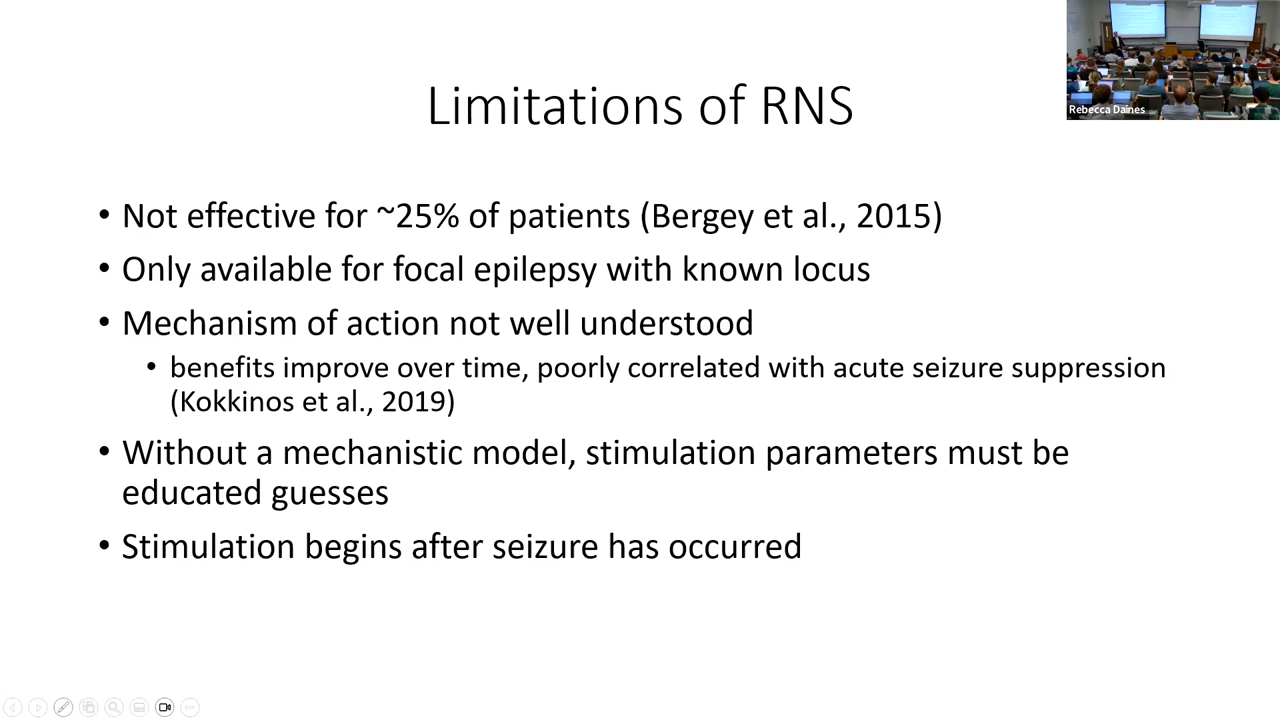 Limitations of RNS
Rebecca Daines
• Not effective for ~25% of patients (Bergey et al., 2015)
• Only available for focal epilepsy with known locus
• Mechanism of action not well understood
• benefits improve over time, poorly correlated with acute seizure suppression
(Kokkinos et al., 2019)
• Without a mechanistic model, stimulation parameters must be
educated guesses
• Stimulation begins after seizure has occurred